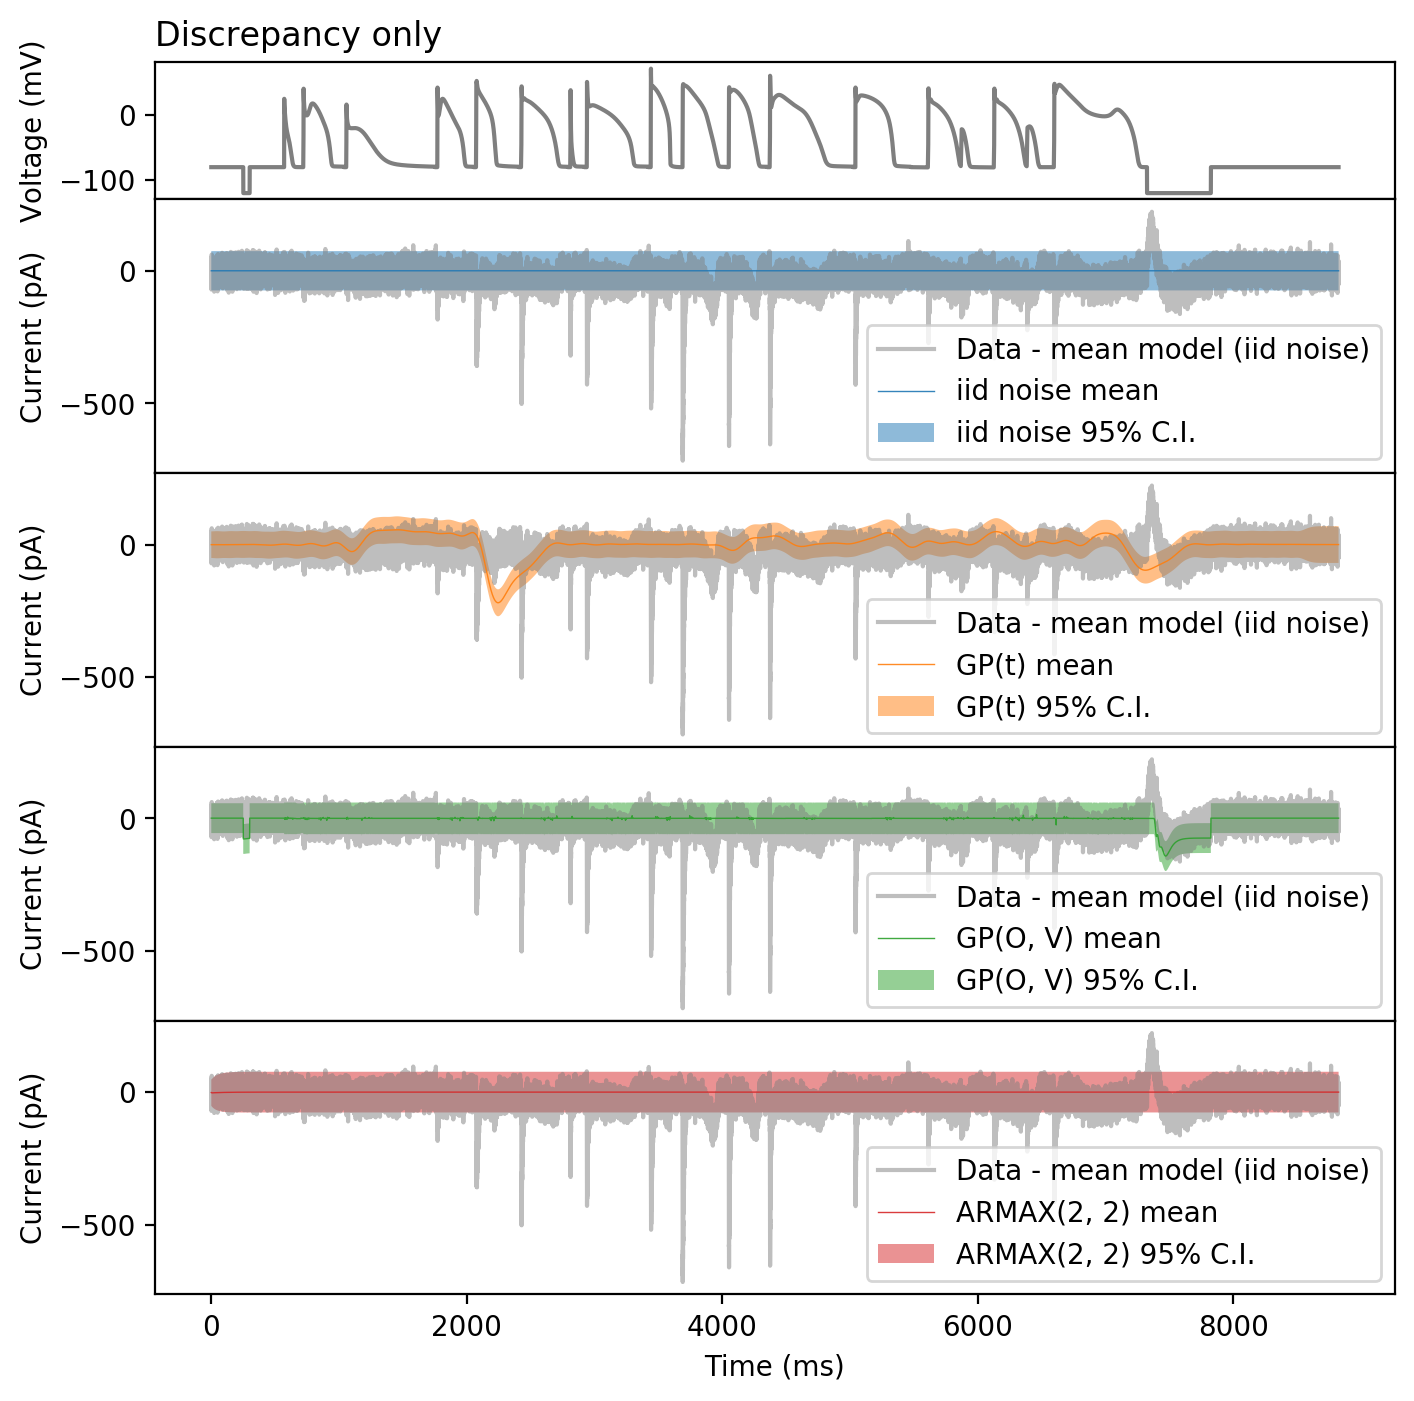 Discrepancy only
Voltage (mV)
0
−100
Current (pA)
0
−500
Data - mean model (iid noise)
iid noise mean
iid noise 95% C.I.
Current (pA)
0
−500
Data - mean model (iid noise)
GP(t) mean
GP(t) 95% C.I.
Current (pA)
0
−500
Data - mean model (iid noise)
GP(O, V) mean
GP(O, V) 95% C.I.
Current (pA)
0
−500
Data - mean model (iid noise)
ARMAX(2, 2) mean
ARMAX(2, 2) 95% C.I.
0 2000 4000 6000 8000
Time (ms)